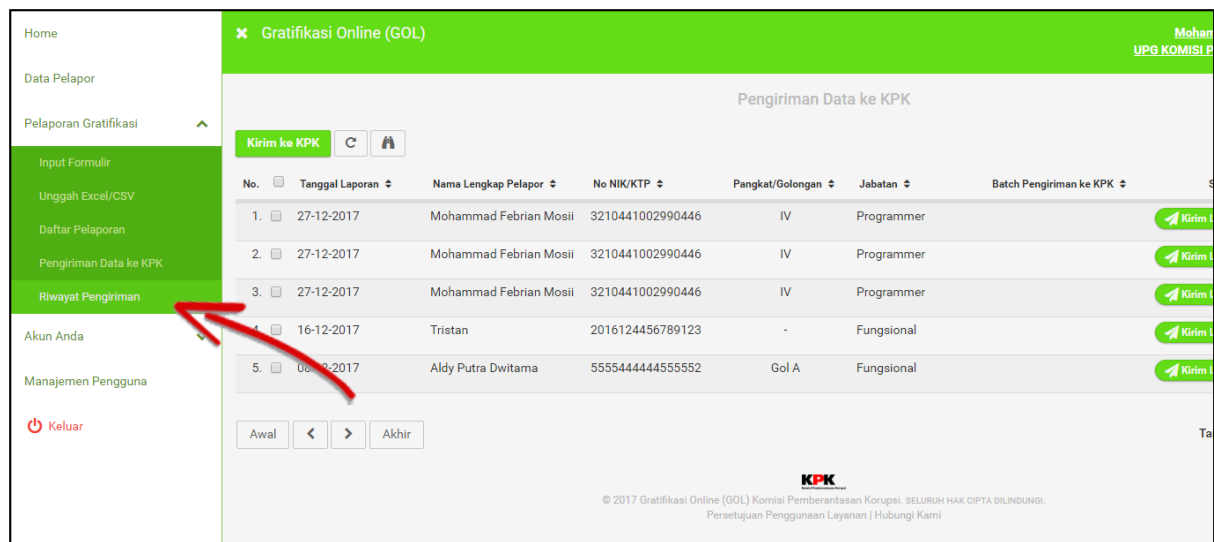 Home
Data Pelapor
Pelaporan Gratifikasi
Input Formulir
Unggah Excel/CSV
Daftar Pelaporan
Pengiriman Data ke KPK
Riwayat Pengiriman
Akun Anda
Manajemen Pengguna
Keluar
Gratifikasi Online (GOL)
Moham
UPG KOMISI P
Pengiriman Data ke KPK
Kirim ke KPK
No. Tanggal Laporan Nama Lengkap Pelapor No NIK/KTP Pangkat/Golongan Jabatan Batch Pengiriman ke KPK S
1. 27-12-2017 Mohammad Febrian Mosii 3210441002990446 IV Programmer Kirim L
2. 27-12-2017 Mohammad Febrian Mosii 3210441002990446 IV Programmer Kirim L
3. 27-12-2017 Mohammad Febrian Mosii 3210441002990446 IV Programmer Kirim L
4. 16-12-2017 Tristan 2016124456789123 - Fungsional Kirim L
5. 2-2017 Aldy Putra Dwitama 5555444444555552 Gol A Fungsional Kirim L
Awal Akhir Ta
KPK
© 2017 Gratifikasi Online (GOL) Komisi Pemberantasan Korupsi. SELURUH HAK CIPTA DILINDUNGI.
Persetujuan Penggunaan Layanan | Hubungi Kami